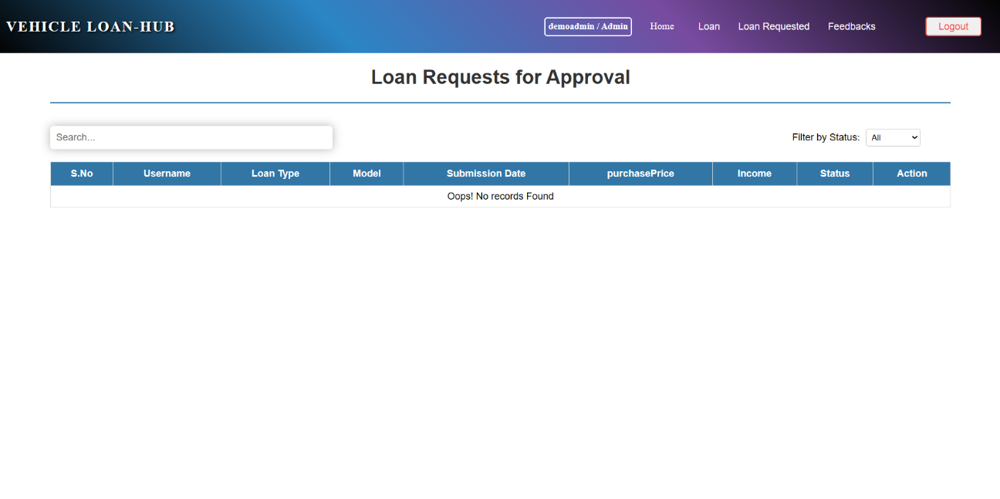 VEHICLE LOAN-HUB
demoadmin / Admin Home Loan Loan Requested Feedbacks Logout
Loan Requests for Approval
Search...
Filter by Status: All
S.No Username Loan Type Model Submission Date purchasePrice Income Status Action
Oops! No records Found